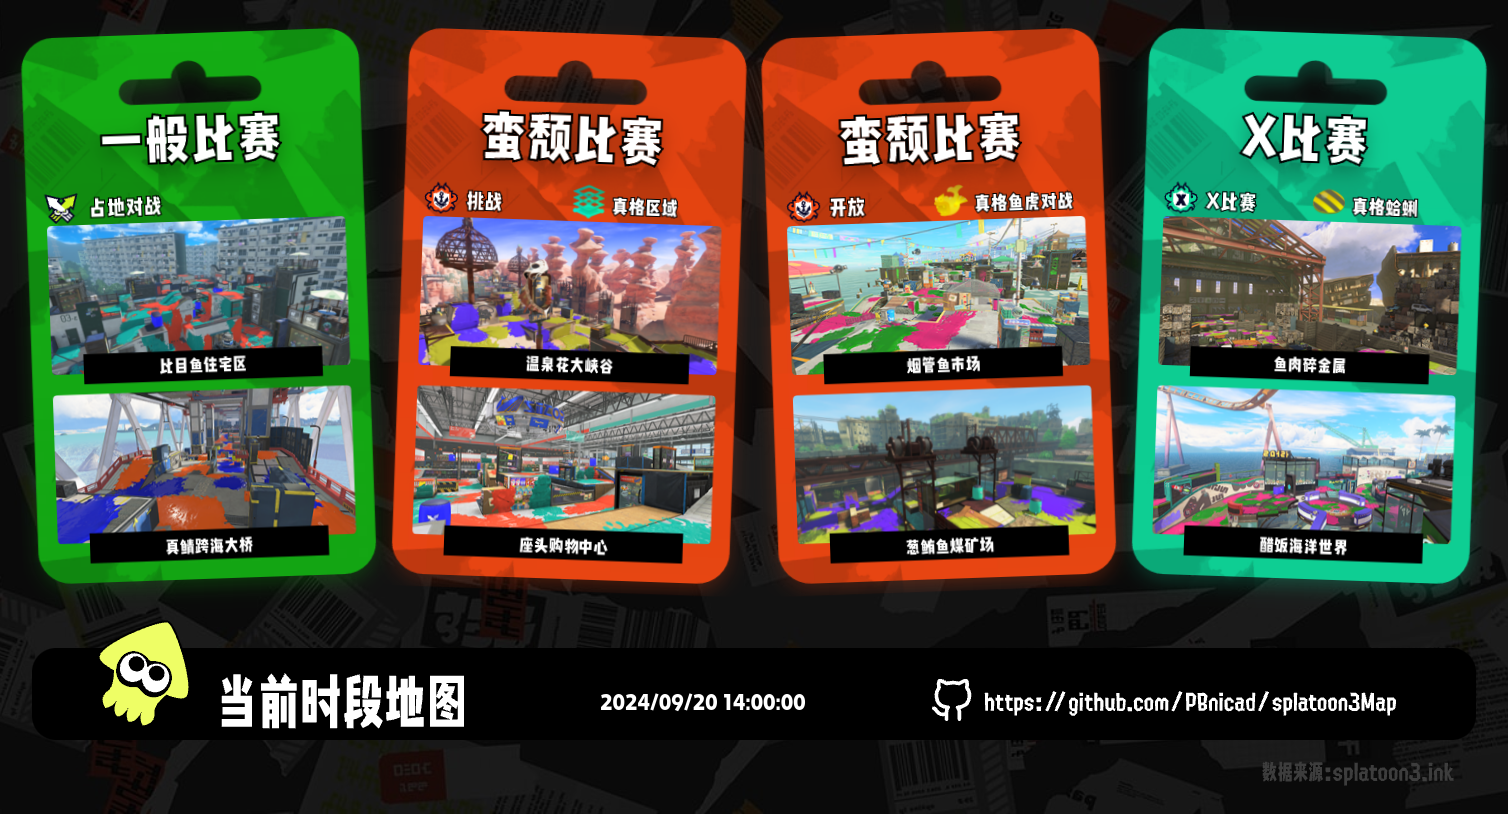 一般比赛
占地对战
比目鱼住宅区
真鲭跨海大桥
蛮颓比赛
挑战
真格区域
温泉花大峡谷
座头购物中心
蛮颓比赛
开放
真格鱼虎对战
烟管鱼市场
葱鲔鱼煤矿场
X比赛
X比赛
真格蛤蜊
鱼肉碎金属
醋饭海洋世界
当前时段地图
2024/09/20 14:00:00
https://github.com/PBnicad/splatoon3Map
数据来源:splatoon3.ink